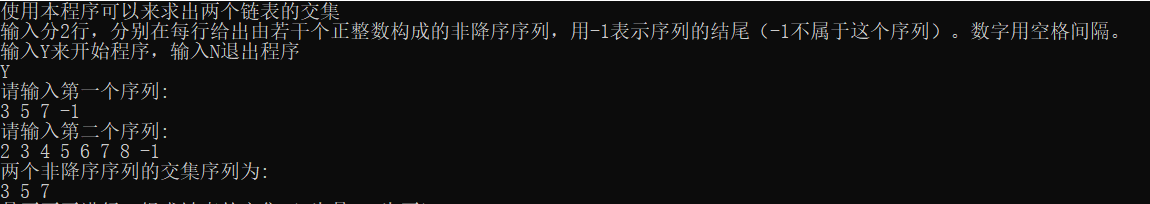 使用本程序可以来求出两个链表的交集
输入分2行，分别在每行给出由若干个正整数构成的非降序序列，用-1表示序列的结尾（-1不属于这个序列）。数字用空格间隔。
输入Y来开始程序，输入N退出程序
Y
请输入第一个序列:
3 5 7 -1
请输入第二个序列:
2 3 4 5 6 7 8 -1
两个非降序序列的交集序列为:
3 5 7